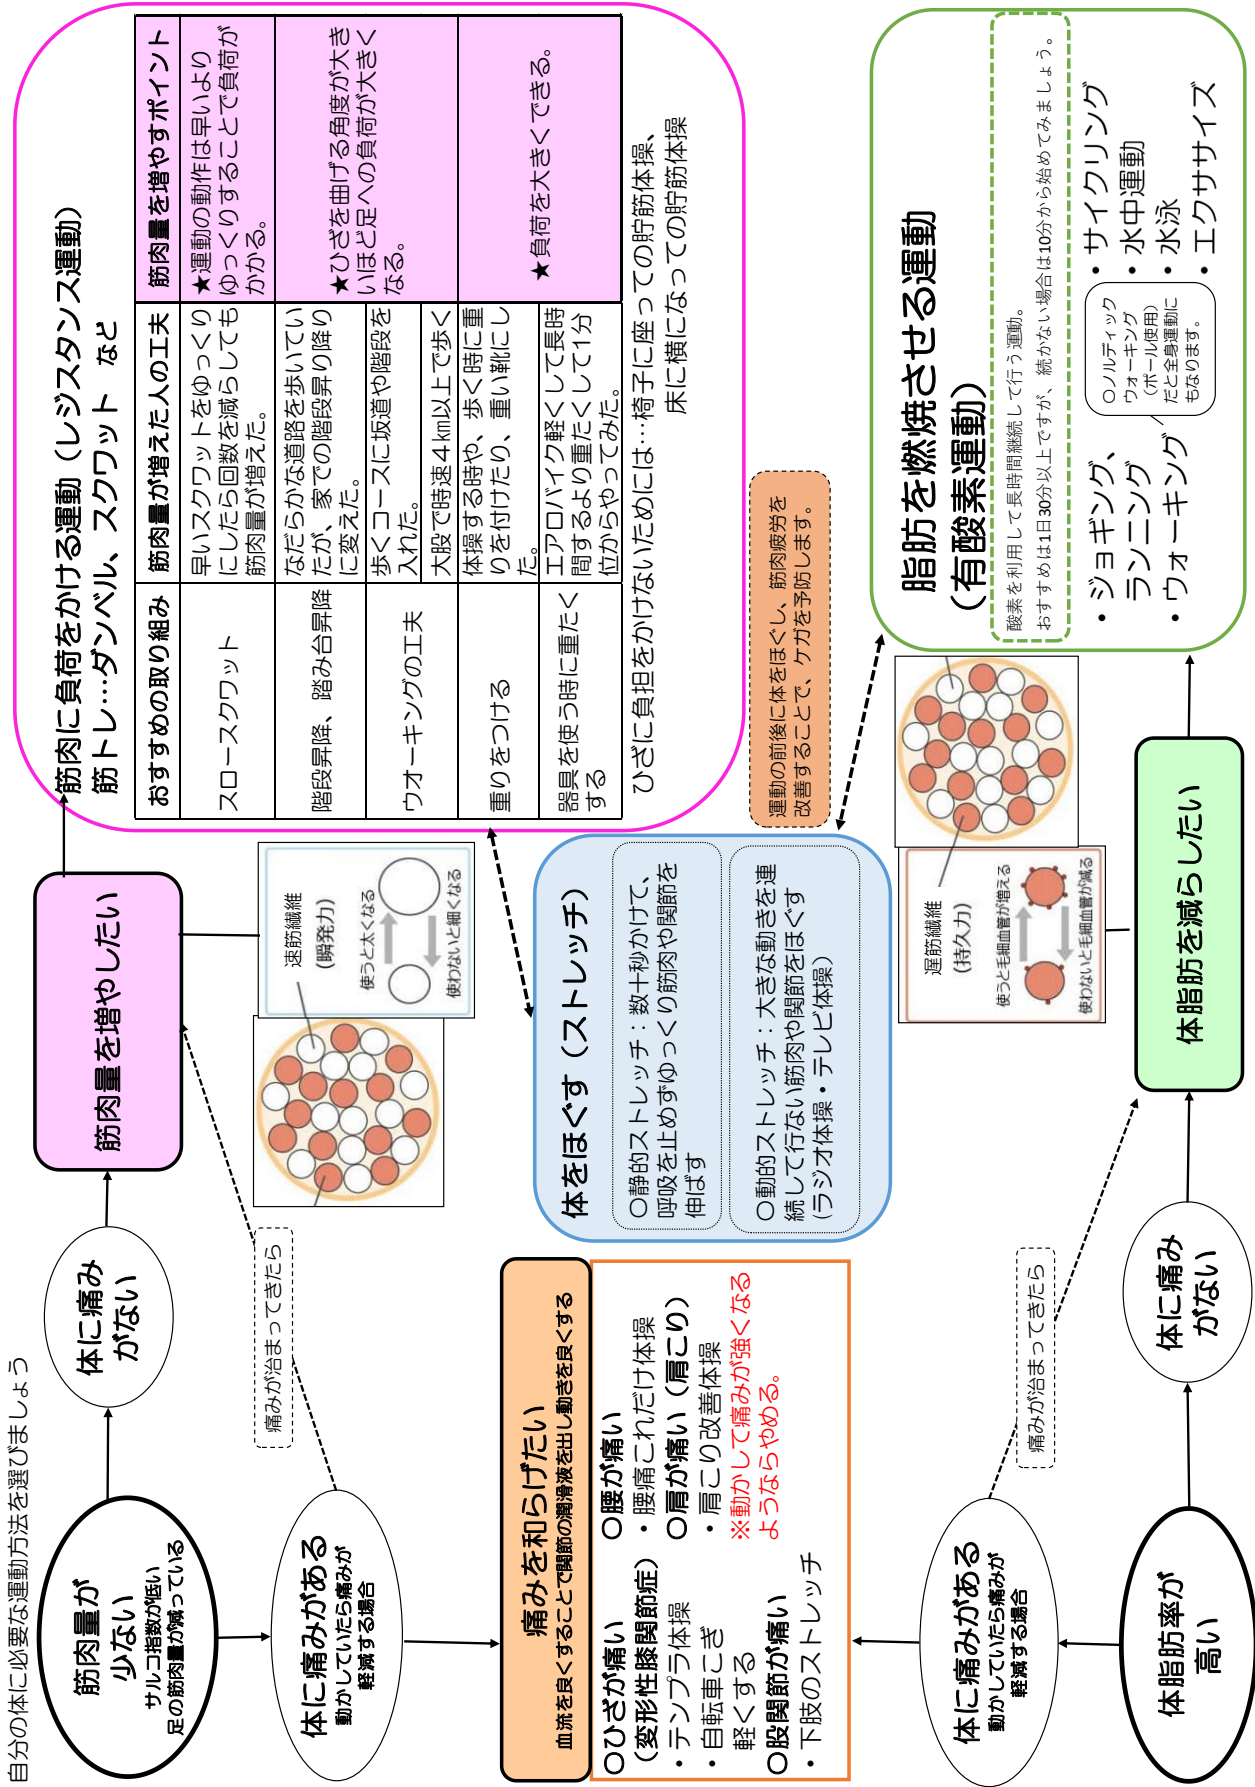 自分の体に必要な運動方法を選びましょう
筋肉量が
少ない
サルコ指数が低い
足の筋肉量が減っている
体に痛み
がない
筋肉量を増やしたい
筋肉に負荷をかける運動（レジスタンス運動）
筋トレ…ダンベル、スクワット　など
おすすめの取り組み
筋肉量が増えた人の工夫
筋肉量を増やすポイント
スロースクワット
早いスクワットをゆっくり
にしたら回数を減らしても
筋肉量が増えた。
★運動の動作は早いより
ゆっくりすることで負荷が
かかる。
階段昇降、踏み台昇降
なだらかな道路を歩いてい
たが、家での階段昇り降り
に変えた。
★ひざを曲げる角度が大き
いほど足への負荷が大きく
なる。
ウオーキングの工夫
歩くコースに坂道や階段を
入れた。
大股で時速４㎞以上で歩く
重りをつける
体操する時や、歩く時に重
りを付けたり、重い靴にし
た。
★負荷を大きくできる。
器具を使う時に重たく
する
エアロバイク軽くして長時
間するより重たくして1分
位からやってみた。
ひざに負担をかけないためには…椅子に座っての貯筋体操、
床に横になっての貯筋体操
速筋繊維
(瞬発力)
使うと太くなる
使わないと細くなる
体に痛みがある
動かしていたら痛みが
軽減する場合
痛みが治まってきたら
痛みを和らげたい
血流を良くすることで関節の潤滑液を出し動きを良くする
〇ひざが痛い
（変形性膝関節症）
・テンプラ体操
・自転車こぎ
軽くする
〇股関節が痛い
・下肢のストレッチ
〇腰が痛い
・腰痛これだけ体操
〇肩が痛い（肩こり）
・肩こり改善体操
※動かして痛みが強くなる
ようならやめる。
体をほぐす（ストレッチ）
〇静的ストレッチ：数十秒かけて、
呼吸を止めずゆっくり筋肉や関節を
伸ばす
〇動的ストレッチ：大きな動きを連
続して行ない筋肉や関節をほぐす
(ラジオ体操・テレビ体操）
運動の前後に体をほぐし、筋肉疲労を
改善することで、ケガを予防します。
体に痛みがある
動かしていたら痛みが
軽減する場合
痛みが治まってきたら
体脂肪率が
高い
体に痛み
がない
体脂肪を減らしたい
遅筋繊維
(持久力)
使うと毛細血管が増える
使わないと毛細血管が減る
脂肪を燃焼させる運動
（有酸素運動）
酸素を利用して長時間継続して行う運動。
おすすめは1日30分以上ですが、続かない場合は10分から始めてみましょう。
・ジョギング、
ランニング
・ウォーキング
〇ノルディック
ウォーキング
（ポール使用）
だと全身運動に
もなります。
・サイクリング
・水中運動
・水泳
・エクササイズ